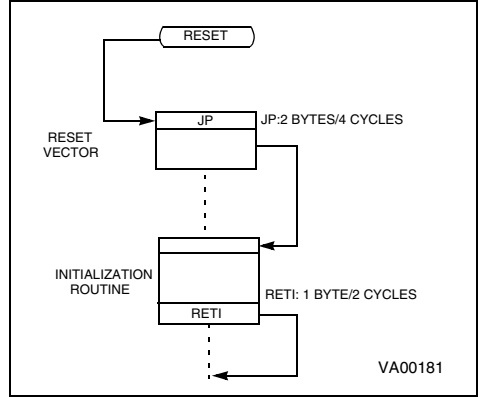 RESET
JP
JP:2 BYTES/4 CYCLES
RESET
VECTOR
INITIALIZATION
ROUTINE
RETI: 1 BYTE/2 CYCLES
RETI
VA00181